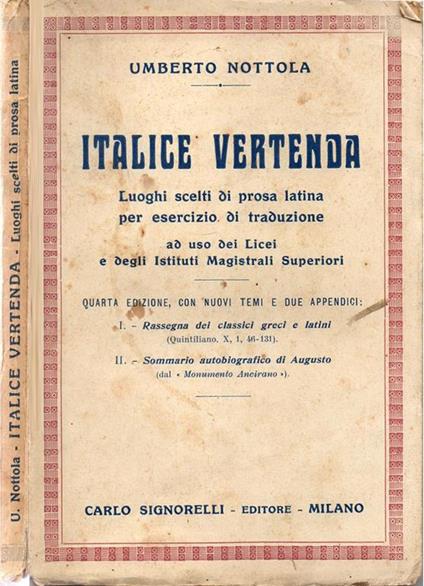 U. Nottola - ITALICE VERTENDA - Luoghi scelti di prosa latina
UMBERTO NOTTOLA
ITALICE VERTENDA
Luoghi scelti di prosa latina
per esercizio di traduzione
ad uso dei Licei
e degli Istituti Magistrali Superiori
QUARTA EDIZIONE, CON NUOVI TEMI E DUE APPENDICI:
I. - Rassegna dei classici greci e latini
(Quintiliano, X, 1, 46-131).
II. - Sommario autobiografico di Augusto
(dal « Monumento Ancirano »).
CARLO SIGNORELLI - EDITORE - MILANO